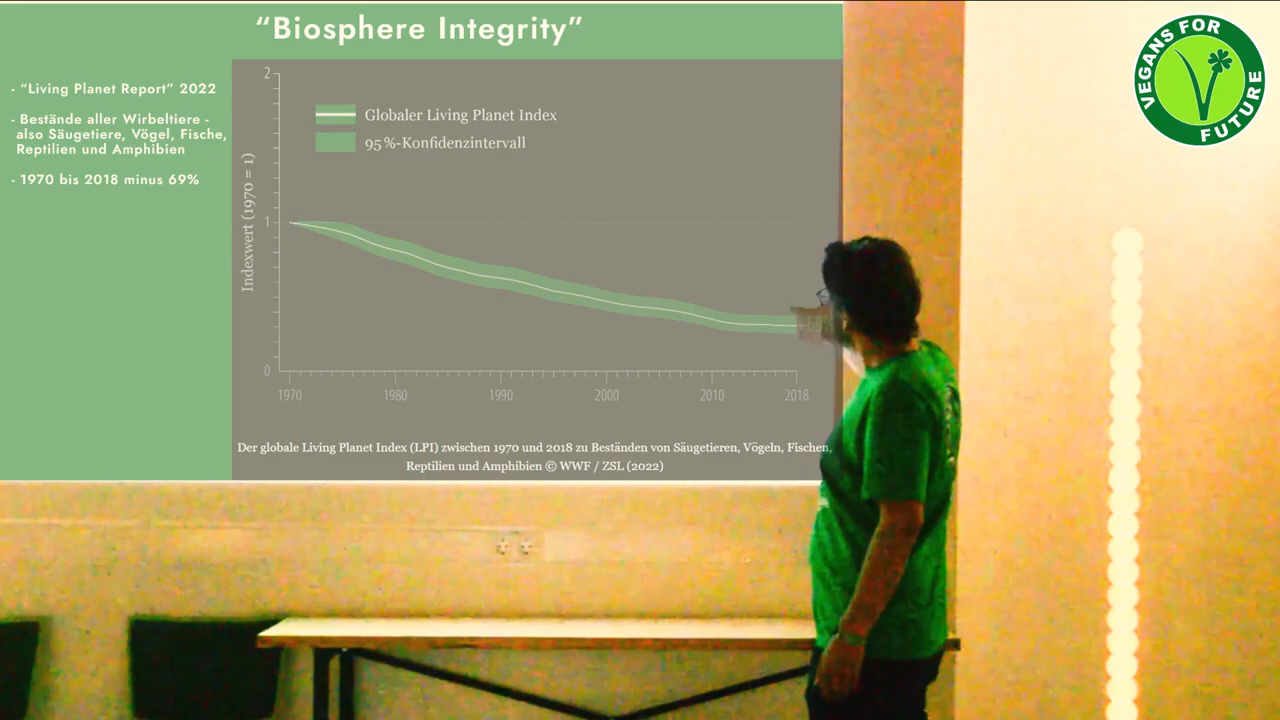 “Biosphere Integrity”
- “Living Planet Report” 2022
- Bestände aller Wirbeltiere -
also Säugetiere, Vögel, Fische,
Reptilien und Amphibien
- 1970 bis 2018 minus 69%
2
Globaler Living Planet Index
95 %-Konfidenzintervall
Indexwert (1970 = 1)
1
0
1970 1980 1990 2000 2010 2018
Der globale Living Planet Index (LPI) zwischen 1970 und 2018 zu Beständen von Säugetieren, Vögeln, Fischen,
Reptilien und Amphibien © WWF / ZSL (2022)
VEGANS FOR
FUTURE